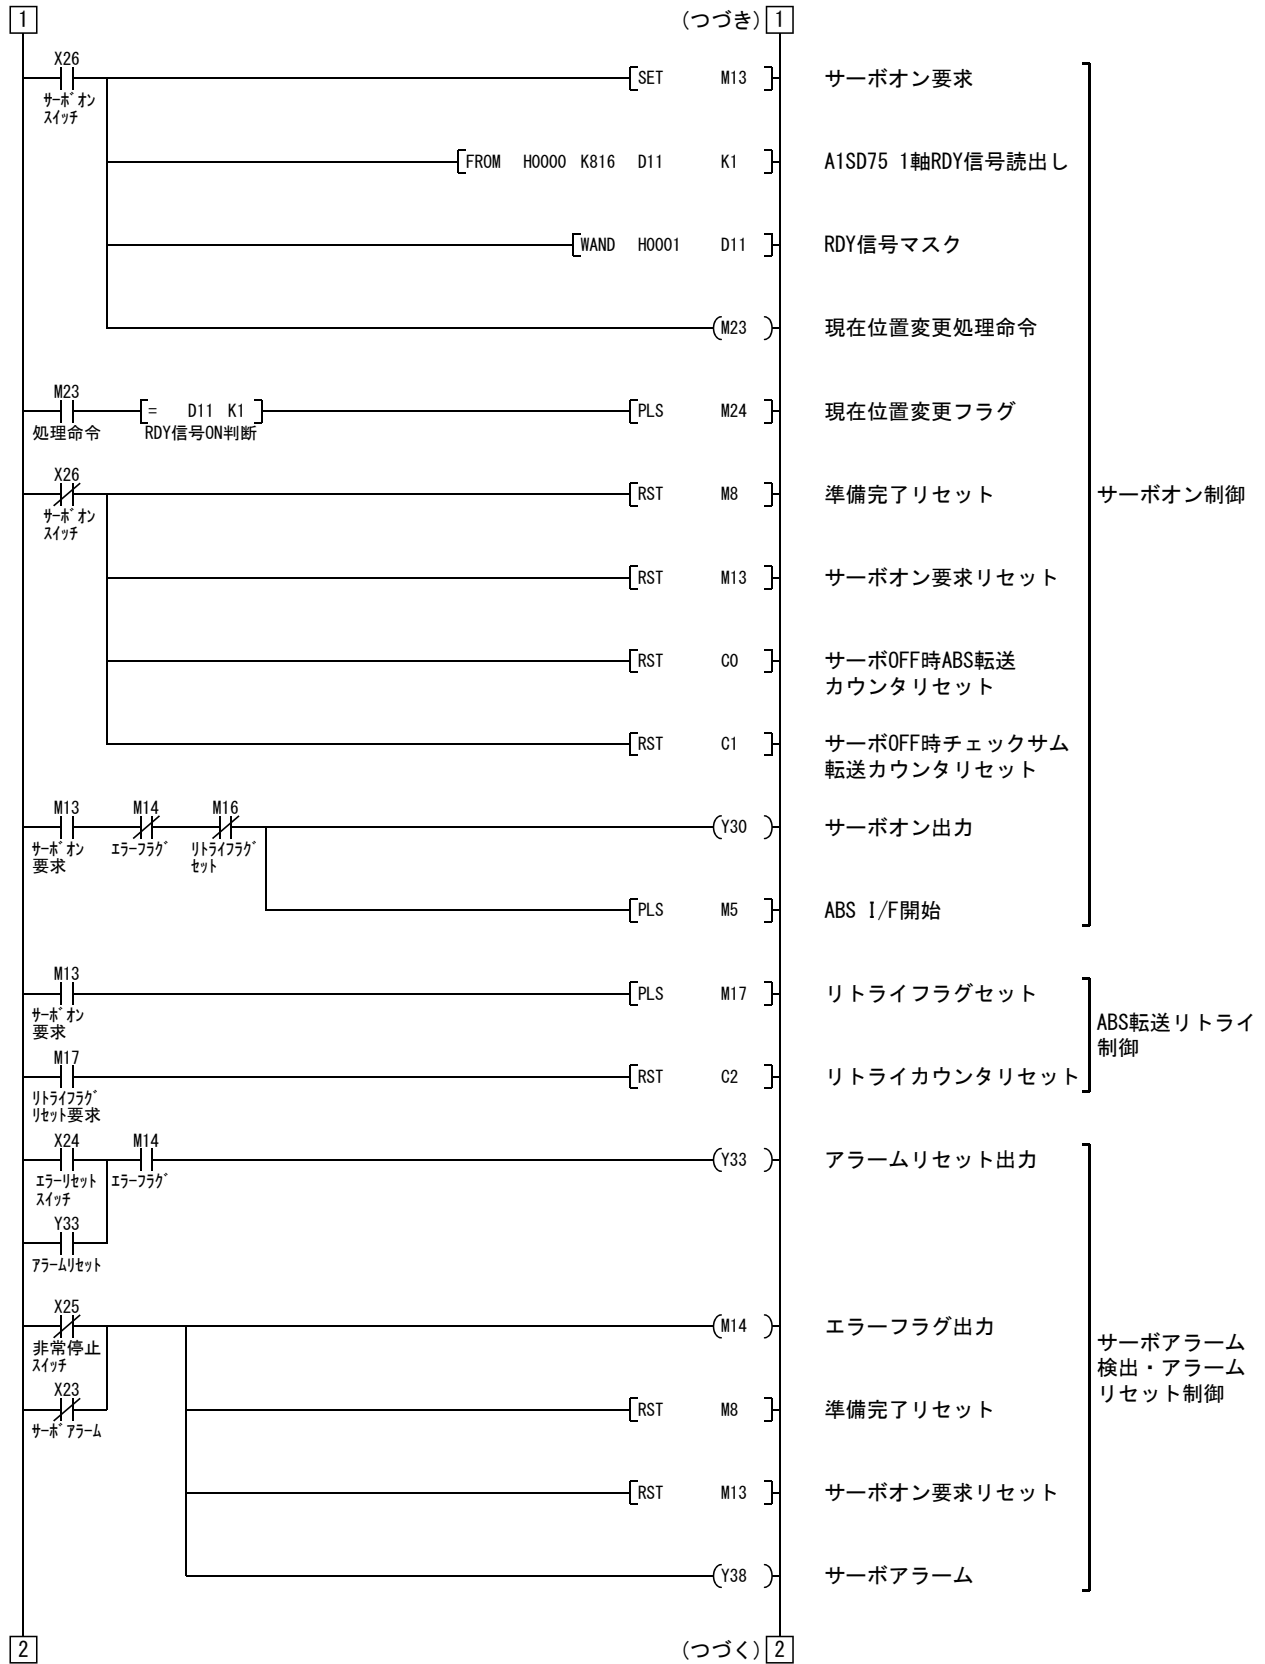 1 (つづき) 1
X26
[SET M13] サーボオン要求
サーボオン
スイッチ
[FROM H0000 K816 D11 K1] A1SD75 1軸RDY信号読出し
[WAND H0001 D11] RDY信号マスク
(M23) 現在位置変更処理命令
M23
[= D11 K1] [PLS M24] 現在位置変更フラグ
処理命令 RDY信号ON判断
X26
[RST M8] 準備完了リセット
サーボオン
スイッチ
サーボオン制御
[RST M13] サーボオン要求リセット
[RST C0] サーボOFF時ABS転送
カウンタリセット
[RST C1] サーボOFF時チェックサム
転送カウンタリセット
M13 M14 M16
(Y30) サーボオン出力
サーボオン エラーフラグ リトライフラグ
要求 セット
[PLS M5] ABS I/F開始
M13
[PLS M17] リトライフラグセット
サーボオン
要求
ABS転送リトライ
制御
M17
[RST C2] リトライカウンタリセット
リトライフラグ
リセット要求
X24 M14
(Y33) アラームリセット出力
エラーリセット エラーフラグ
スイッチ
Y33
アラームリセット
X25
(M14) エラーフラグ出力
非常停止
スイッチ
サーボアラーム
検出・アラーム
リセット制御
X23
[RST M8] 準備完了リセット
サーボアラーム
[RST M13] サーボオン要求リセット
(Y38) サーボアラーム
2 (つづく) 2